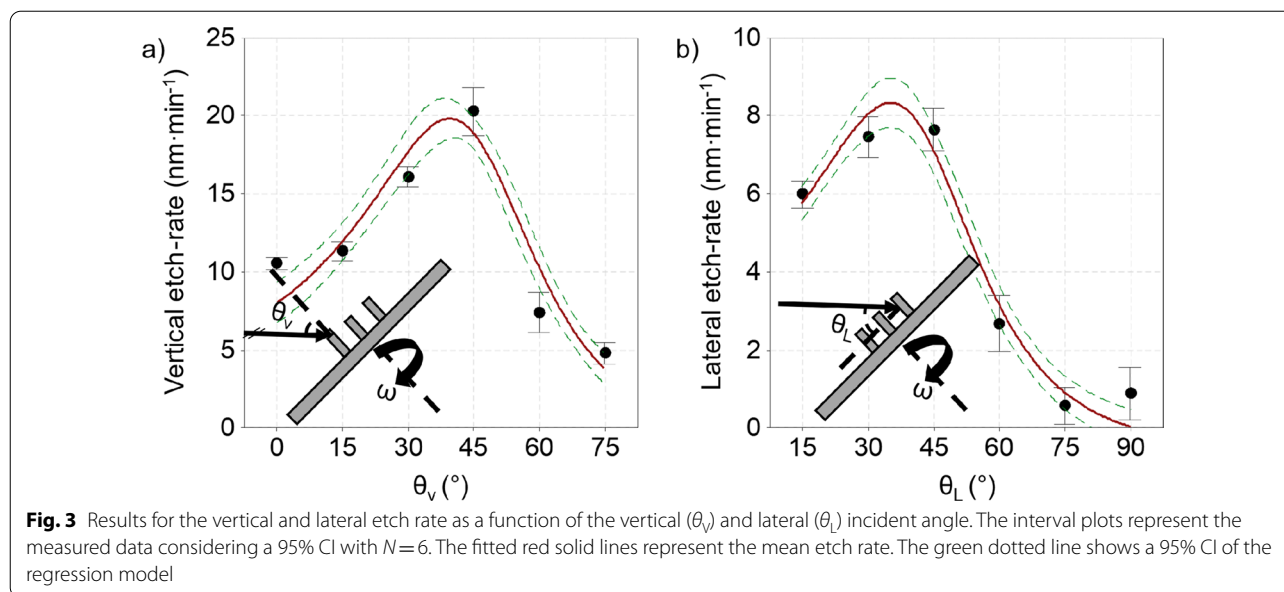 a)
Vertical etch-rate (nm·min⁻¹)
25
20
15
10
5
0
0 15 30 45 60 75
θᵥ (°)
θᵥ
ω
b)
Lateral etch-rate (nm·min⁻¹)
10
8
6
4
2
0
15 30 45 60 75 90
θ_L (°)
θ_L
ω
Fig. 3 Results for the vertical and lateral etch rate as a function of the vertical (θ_V) and lateral (θ_L) incident angle. The interval plots represent the
measured data considering a 95% CI with N = 6. The fitted red solid lines represent the mean etch rate. The green dotted line shows a 95% CI of the
regression model